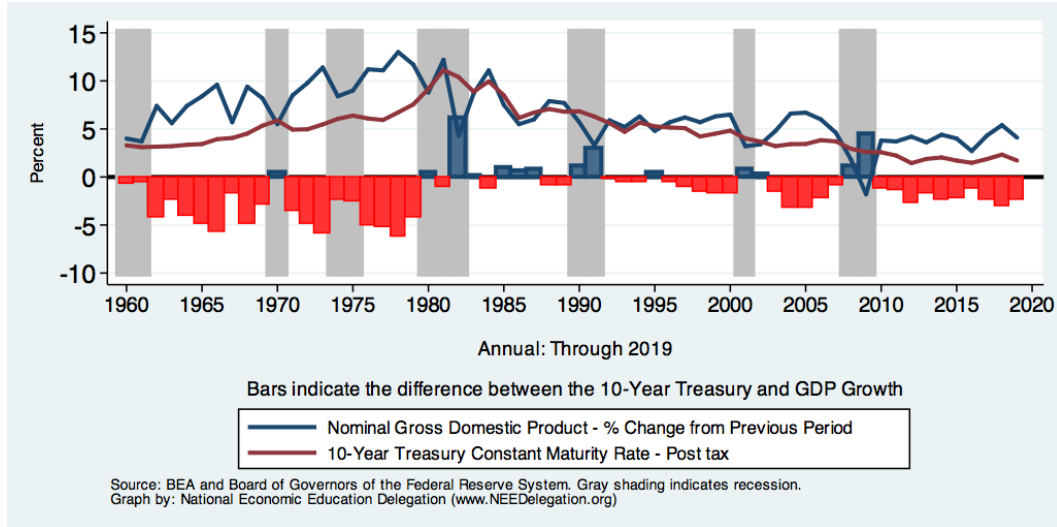 15
10
5
0
-5
-10
Percent
1960 1965 1970 1975 1980 1985 1990 1995 2000 2005 2010 2015 2020
Annual: Through 2019
Bars indicate the difference between the 10-Year Treasury and GDP Growth
Nominal Gross Domestic Product - % Change from Previous Period
10-Year Treasury Constant Maturity Rate - Post tax
Source: BEA and Board of Governors of the Federal Reserve System. Gray shading indicates recession.
Graph by: National Economic Education Delegation (www.NEEDelegation.org)